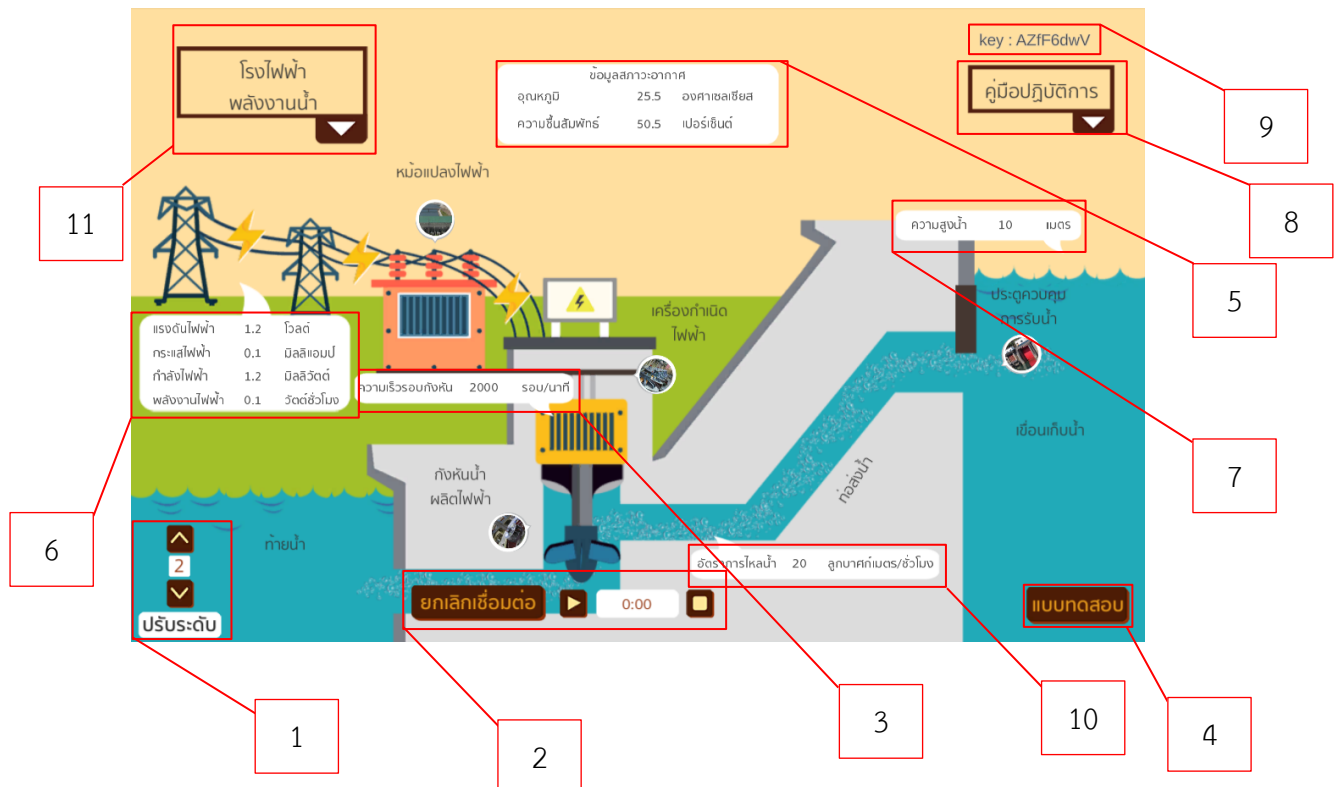 key : AZfF6dwV
โรงไฟฟ้า
พลังงานน้ำ
ข้อมูลสภาวะอากาศ
อุณหภูมิ 25.5 องศาเซลเซียส
ความชื้นสัมพัทธ์ 50.5 เปอร์เซ็นต์
คู่มือปฏิบัติการ
9
หม้อแปลงไฟฟ้า
11
8
ความสูงน้ำ 10 เมตร
5
ประตูควบคุม
การรับน้ำ
เครื่องกำเนิด
ไฟฟ้า
แรงดันไฟฟ้า 1.2 โวลต์
กระแสไฟฟ้า 0.1 มิลลิแอมป์
กำลังไฟฟ้า 1.2 มิลลิวัตต์
พลังงานไฟฟ้า 0.1 วัตต์ชั่วโมง
ความเร็วรอบกังหัน 2000 รอบ/นาที
เขื่อนเก็บน้ำ
กังหันน้ำ
ผลิตไฟฟ้า
ท่อส่งน้ำ
7
6
ท้ายน้ำ
2
ปรับระดับ
อัตราการไหลน้ำ 20 ลูกบาศก์เมตร/ชั่วโมง
ยกเลิกเชื่อมต่อ 0:00
แบบทดสอบ
1
2
3
10
4